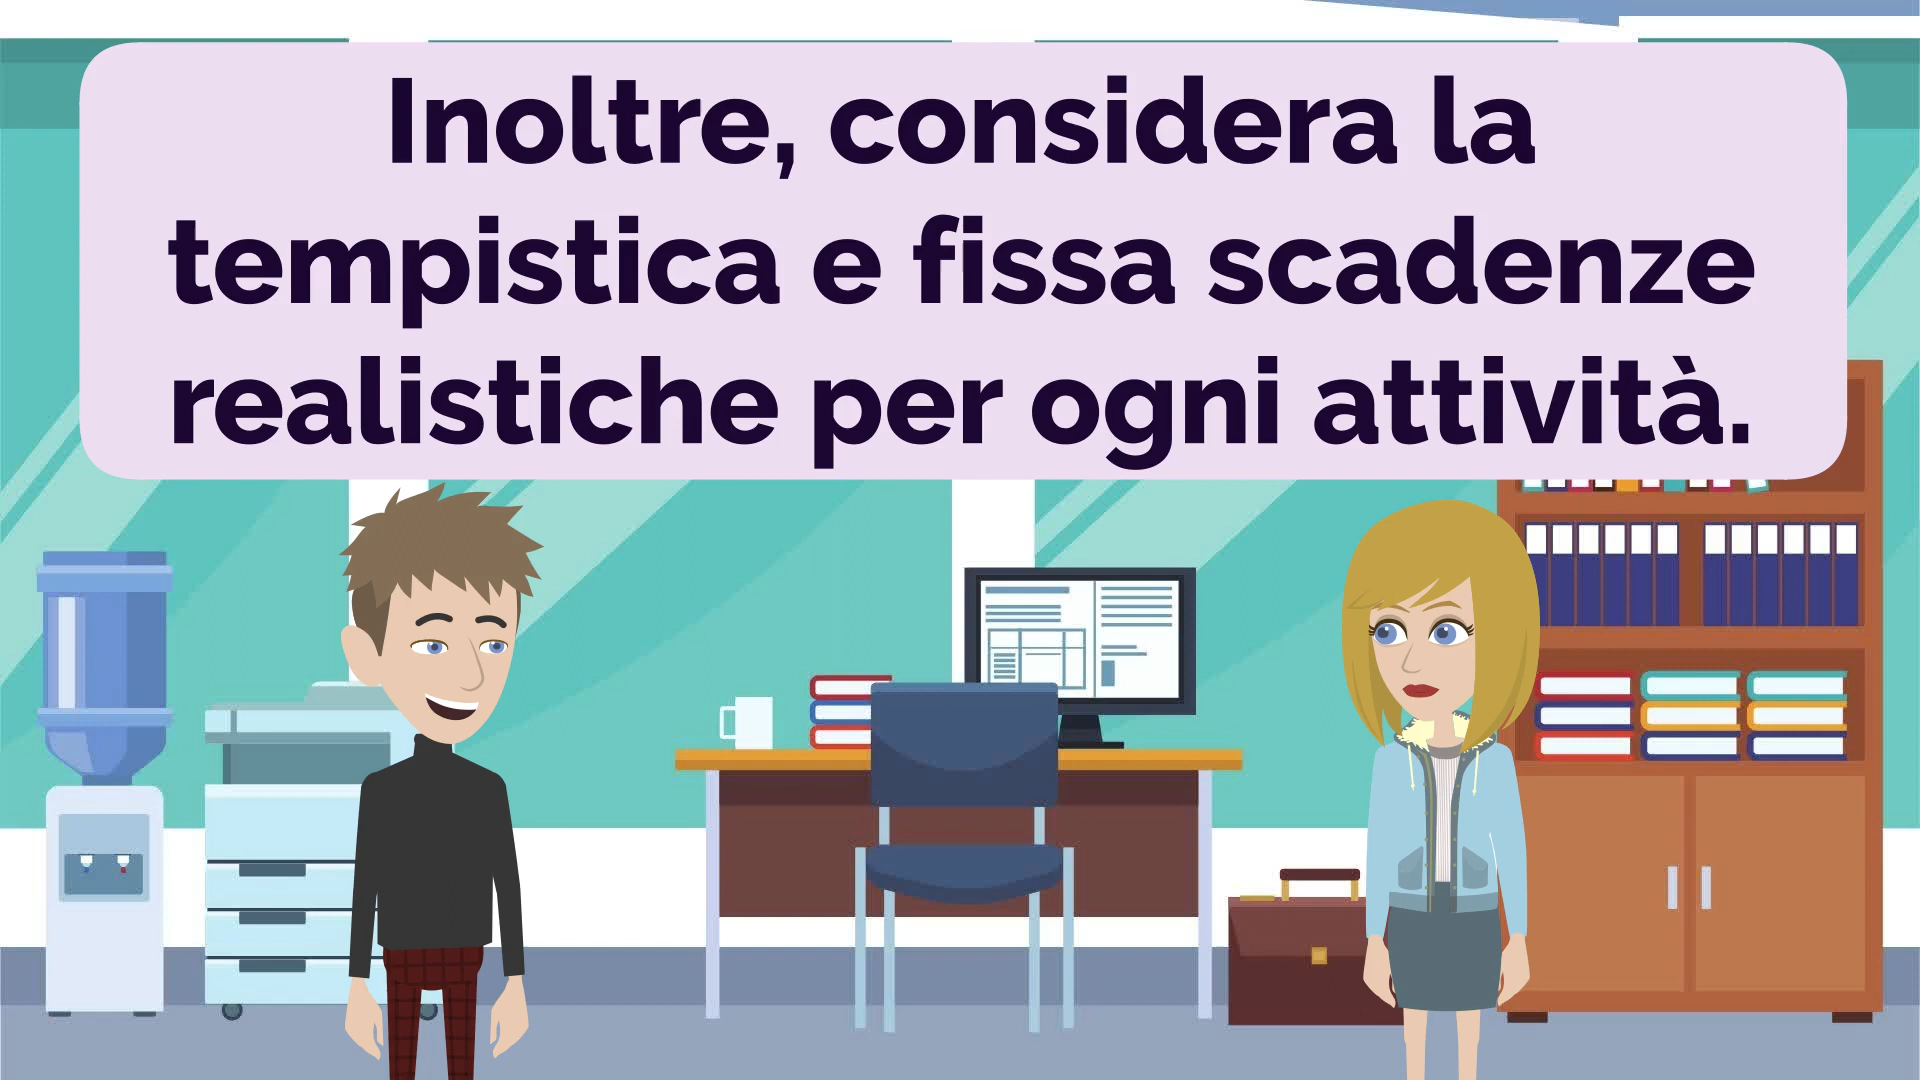 Inoltre, considera la
tempistica e fissa scadenze
realistiche per ogni attività.